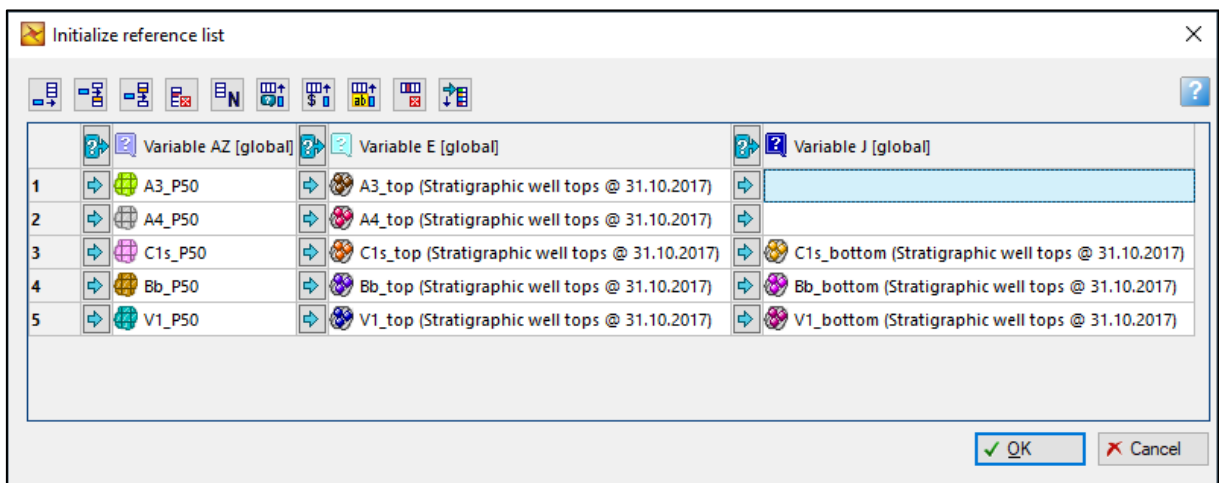 Initialize reference list
N $ ab ?
Variable AZ [global] Variable E [global] Variable J [global]
1 A3_P50 A3_top (Stratigraphic well tops @ 31.10.2017)
2 A4_P50 A4_top (Stratigraphic well tops @ 31.10.2017)
3 C1s_P50 C1s_top (Stratigraphic well tops @ 31.10.2017) C1s_bottom (Stratigraphic well tops @ 31.10.2017)
4 Bb_P50 Bb_top (Stratigraphic well tops @ 31.10.2017) Bb_bottom (Stratigraphic well tops @ 31.10.2017)
5 V1_P50 V1_top (Stratigraphic well tops @ 31.10.2017) V1_bottom (Stratigraphic well tops @ 31.10.2017)
OK Cancel